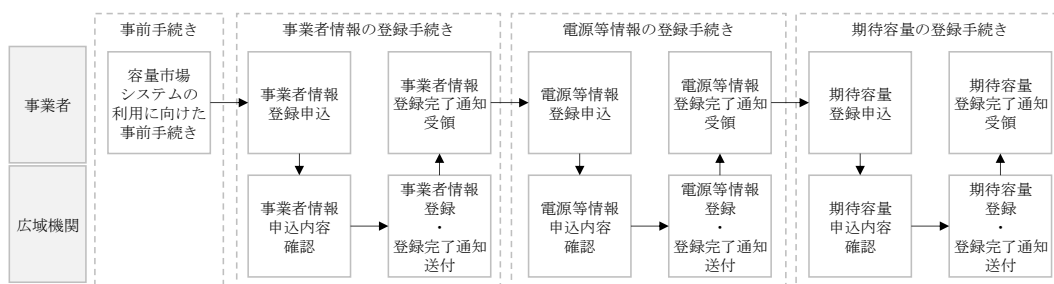 事前手続き
事業者情報の登録手続き
電源等情報の登録手続き
期待容量の登録手続き
事業者
容量市場
システムの
利用に向けた
事前手続き
事業者情報
登録申込
事業者情報
登録完了通知
受領
電源等情報
登録申込
電源等情報
登録完了通知
受領
期待容量
登録申込
期待容量
登録完了通知
受領
広域機関
事業者情報
申込内容
確認
事業者情報
登録
・
登録完了通知
送付
電源等情報
申込内容
確認
電源等情報
登録
・
登録完了通知
送付
期待容量
申込内容
確認
期待容量
登録
・
登録完了通知
送付